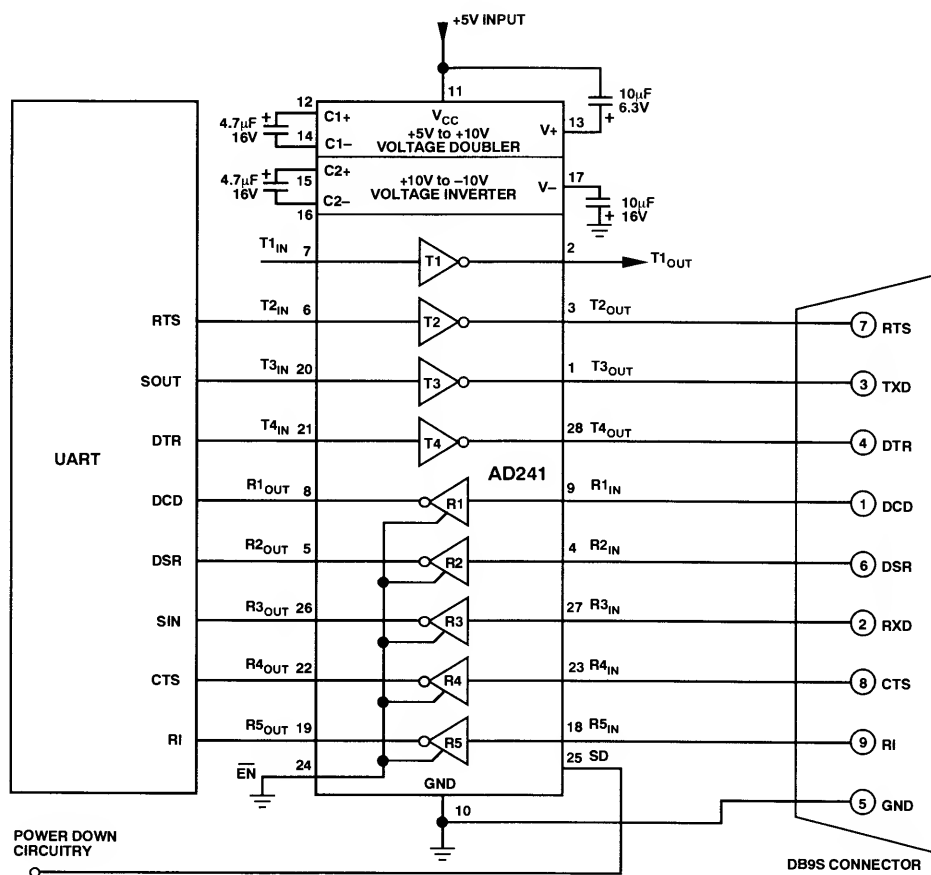 +5V INPUT
11
12
14
4.7µF
16V
+
C1+
C1–
VCC
+5V to +10V
VOLTAGE DOUBLER
V+
13
10µF
6.3V
+
4.7µF
16V
+
15
16
C2+
C2–
+10V to –10V
VOLTAGE INVERTER
V–
17
10µF
16V
+
T1IN
7
T1
2
T1OUT
RTS
T2IN
6
T2
3
T2OUT
7
RTS
SOUT
T3IN
20
T3
1
T3OUT
3
TXD
DTR
T4IN
21
T4
28
T4OUT
4
DTR
UART
AD241
DCD
R1OUT
8
R1
9
R1IN
1
DCD
DSR
R2OUT
5
R2
4
R2IN
6
DSR
SIN
R3OUT
26
R3
27
R3IN
2
RXD
CTS
R4OUT
22
R4
23
R4IN
8
CTS
RI
R5OUT
19
R5
18
R5IN
9
RI
EN
24
25
SD
GND
10
5
GND
POWER DOWN
CIRCUITRY
DB9S CONNECTOR